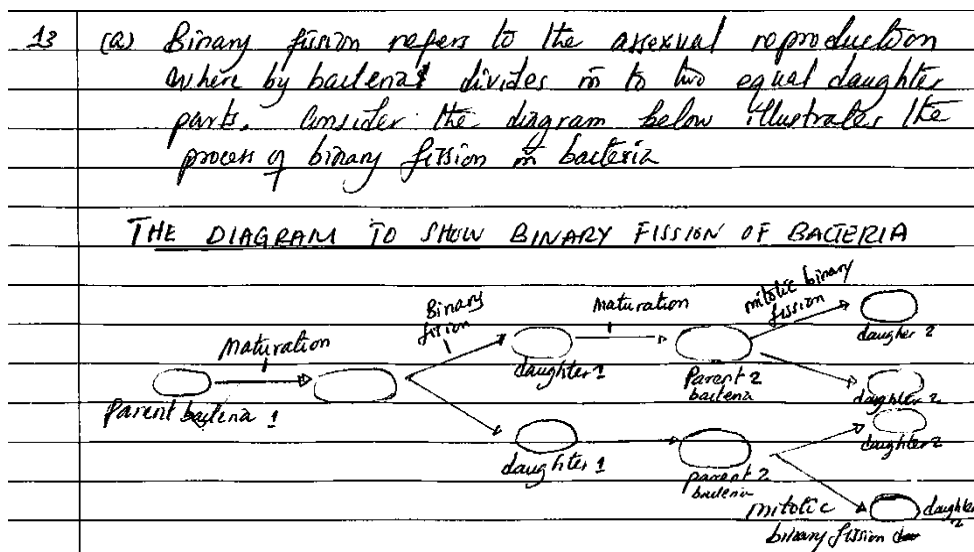 13 (a) Binary fission refers to the assexual reproduction
where by bacteria divides in to two equal daughter
parts. Consider the diagram below illustrates the
process of binary fission in bacteria
THE DIAGRAM TO SHOW BINARY FISSION OF BACTERIA
Parent bacteria 1
Maturation
Binary
fission
daughter 1
daughter 1
Maturation
Parent 2
bacteria
parent 2
bacteria
mitotic binary
fission
daugher 2
daughter 2
daughter 2
mitotic
binary fission
daughter
2